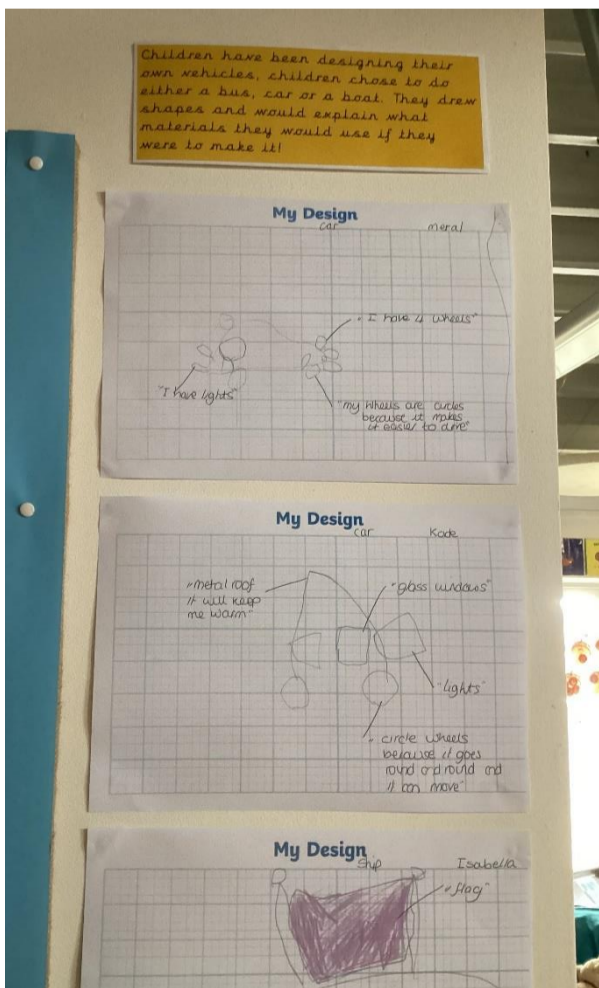 Children have been designing their
own vehicles, children chose to do
either a bus, car or a boat. They drew
shapes and would explain what
materials they would use if they
were to make it!
My Design
car meral
"I have 4 wheels"
"I have lights"
"my wheels are circles
because it makes
it easier to drive"
My Design
car Kode
"metal roof
it will keep
me warm"
"glass windows"
"lights"
"circle wheels
because it goes
round and round and
it can move"
My Design
Ship Isabella
"flag"